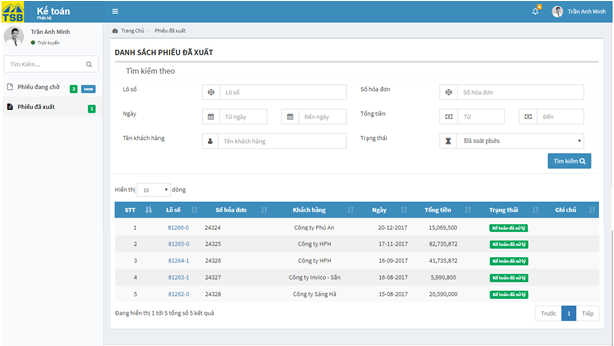 TSB Kế toán
Phân hệ
Trần Anh Minh
Trần Anh Minh
Trực tuyến
Trang Chủ Phiếu đã xuất
Tìm Kiếm...
Phiếu đang chờ 2 new
Phiếu đã xuất 1
DANH SÁCH PHIẾU ĐÃ XUẤT
Tìm kiếm theo
Lô số Lô số Số hóa đơn Số hóa đơn
Ngày Từ ngày Đến ngày Tổng tiền Từ Đến
Tên khách hàng Tên khách hàng Trạng thái Đã xuất phiếu
Tìm kiếm
Hiển thị 10 dòng
STT Lô số Số hóa đơn Khách hàng Ngày Tổng tiền Trạng thái Ghi chú
1 81266-0 24324 Công ty Phú An 20-12-2017 15,069,500 Kế toán đã xử lý
2 81265-0 24325 Công ty HPH 17-11-2017 82,735,872 Kế toán đã xử lý
3 81264-1 24326 Công ty HPH 16-09-2017 41,735,872 Kế toán đã xử lý
4 81263-1 24327 Công ty Invico - Sắn 16-08-2017 5,990,800 Kế toán đã xử lý
5 81262-0 24328 Công ty Sáng Hà 15-08-2017 20,590,000 Kế toán đã xử lý
Đang hiển thị 1 tới 5 tổng số 5 kết quả
Trước 1 Tiếp